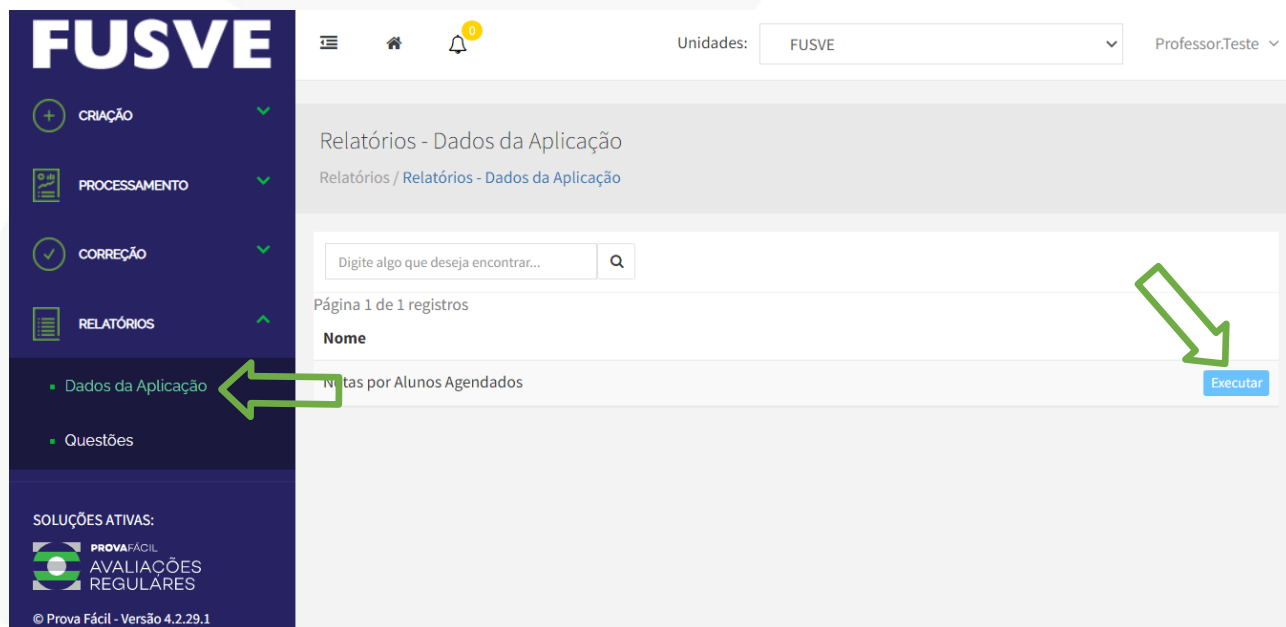 FUSVE
0
Unidades:
FUSVE
Professor.Teste
CRIAÇÃO
PROCESSAMENTO
CORREÇÃO
RELATÓRIOS
Dados da Aplicação
Questões
SOLUÇÕES ATIVAS:
PROVAFÁCIL
AVALIAÇÕES
REGULARES
© Prova Fácil - Versão 4.2.29.1
Relatórios - Dados da Aplicação
Relatórios / Relatórios - Dados da Aplicação
Digite algo que deseja encontrar...
Página 1 de 1 registros
Nome
Notas por Alunos Agendados
Executar